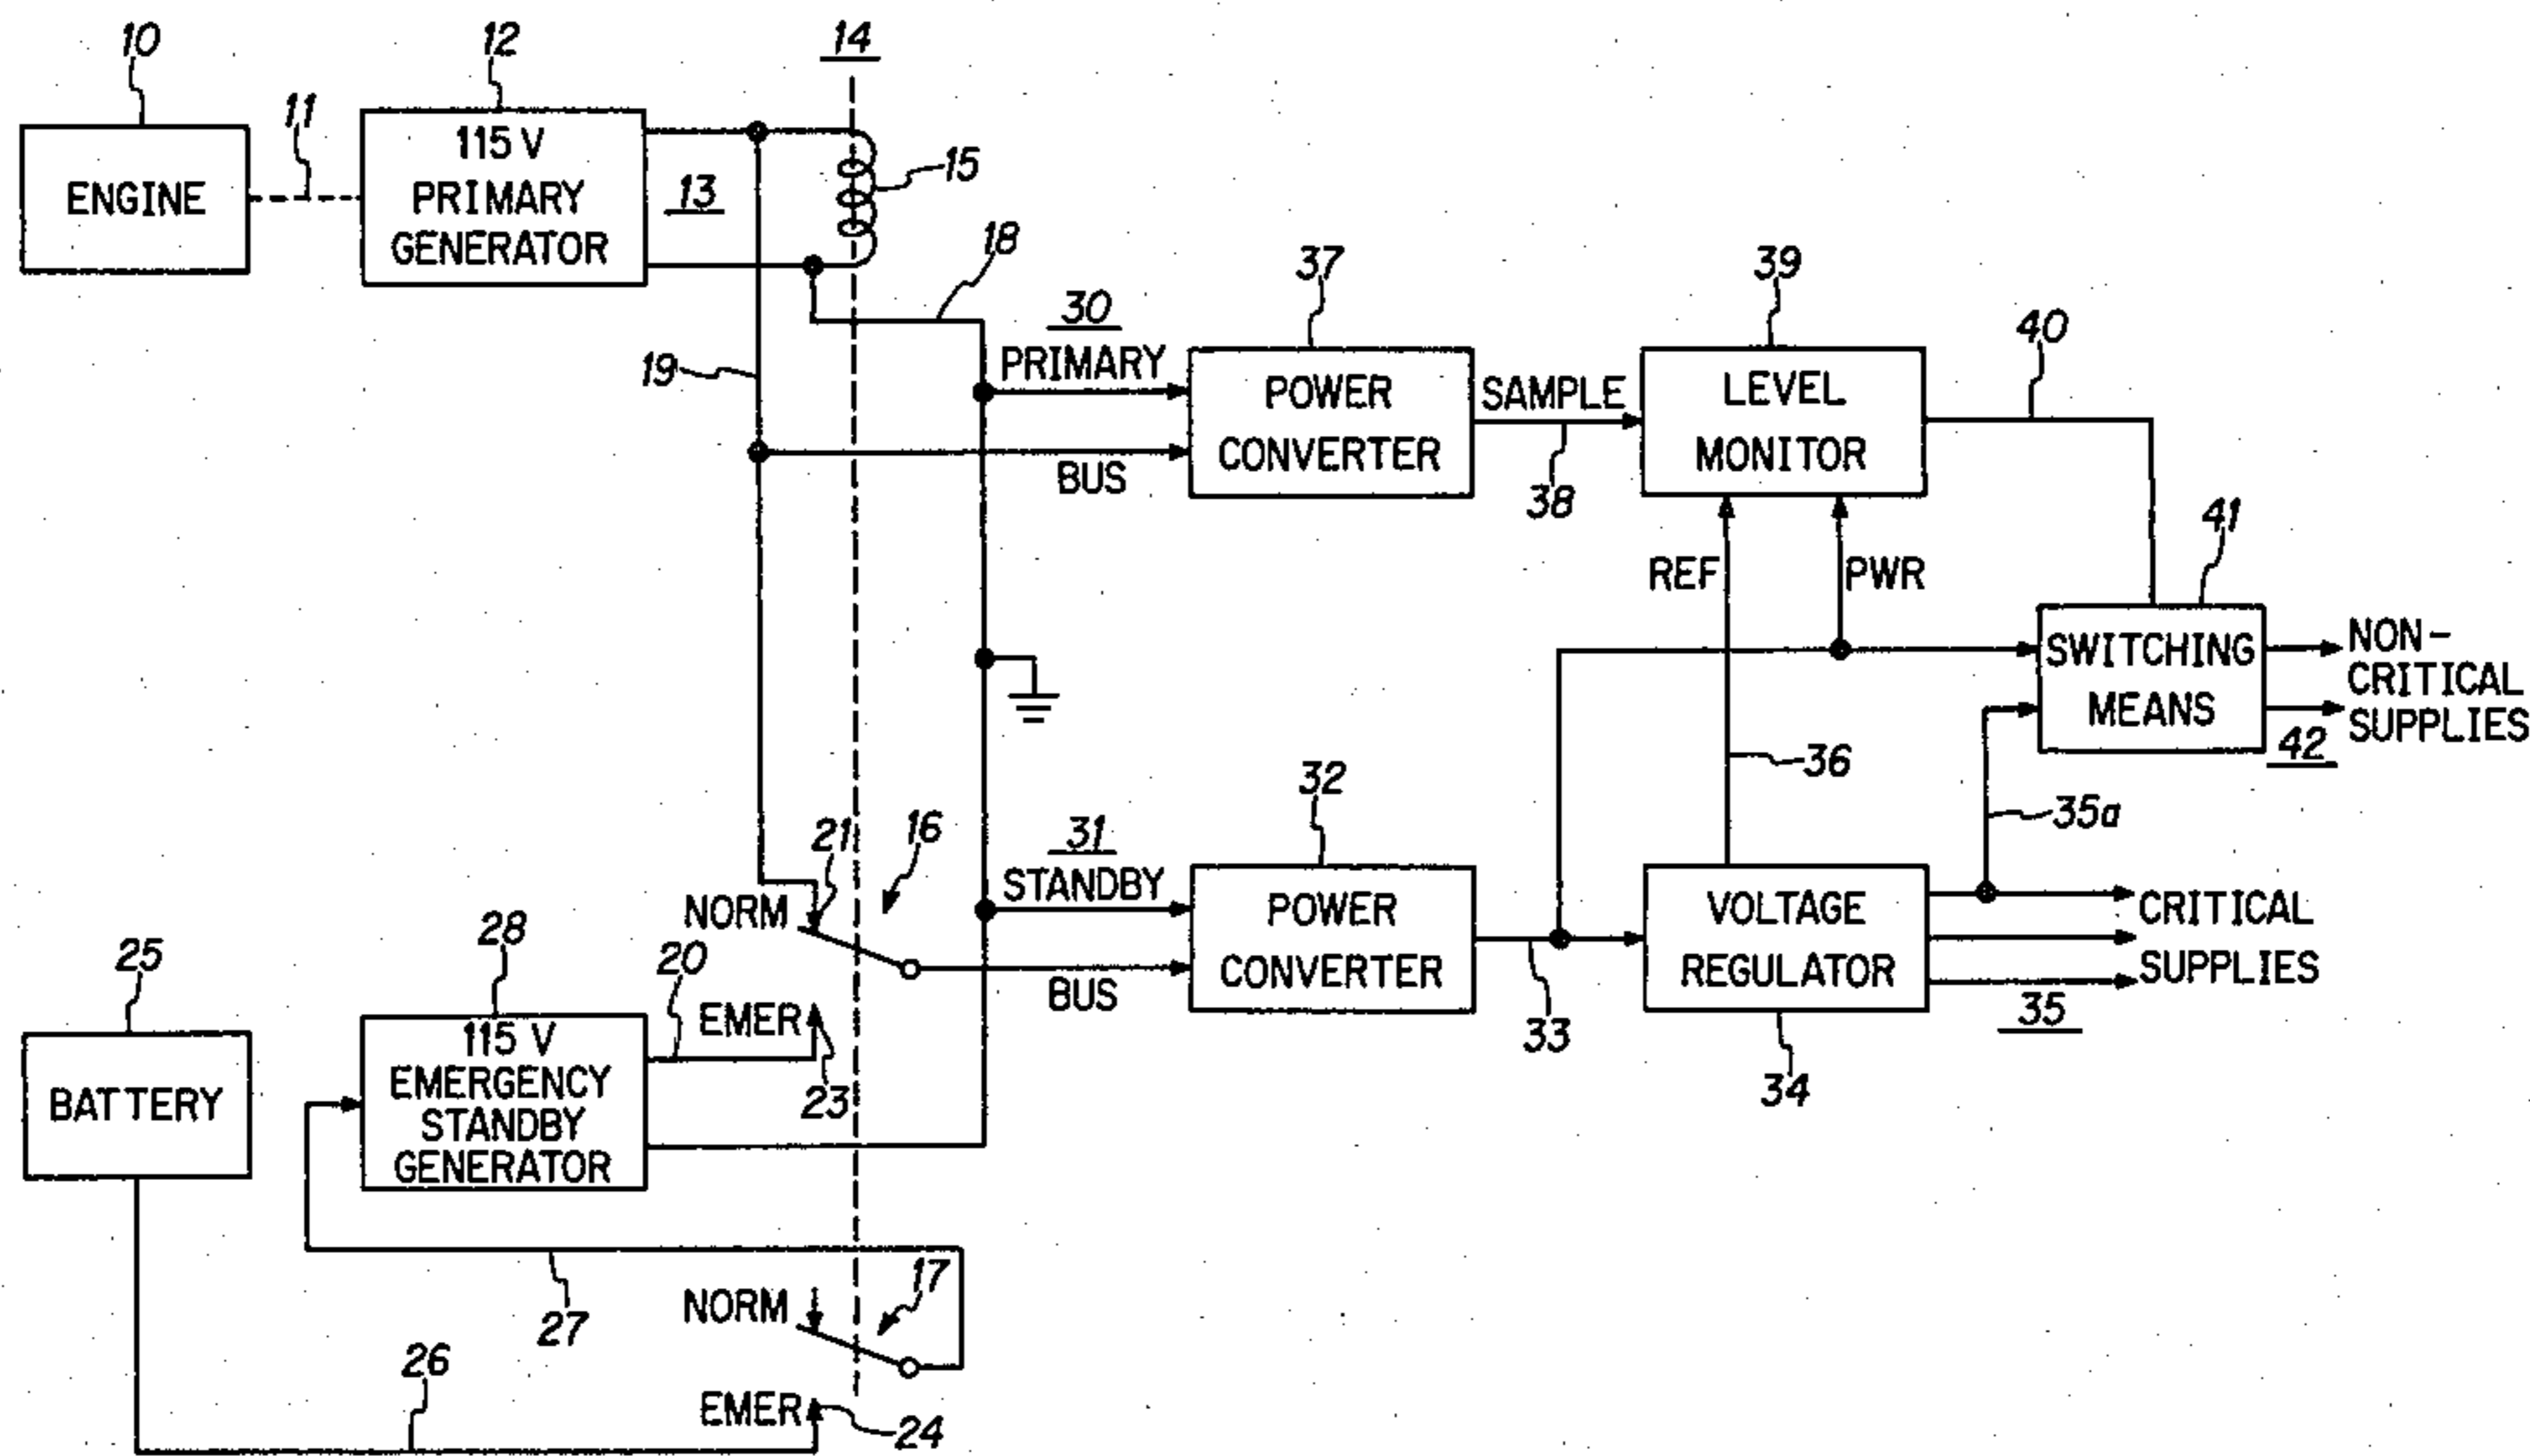 10
12
14
11
ENGINE
115 V
PRIMARY
GENERATOR
13
15
18
19
30
PRIMARY
BUS
37
POWER
CONVERTER
SAMPLE
38
39
LEVEL
MONITOR
40
REF
PWR
41
SWITCHING
MEANS
NON-
CRITICAL
SUPPLIES
42
36
35a
21
16
NORM
31
STANDBY
BUS
32
POWER
CONVERTER
33
VOLTAGE
REGULATOR
34
CRITICAL
SUPPLIES
35
25
BATTERY
28
20
115 V
EMERGENCY
STANDBY
GENERATOR
EMER
23
27
17
NORM
26
EMER
24